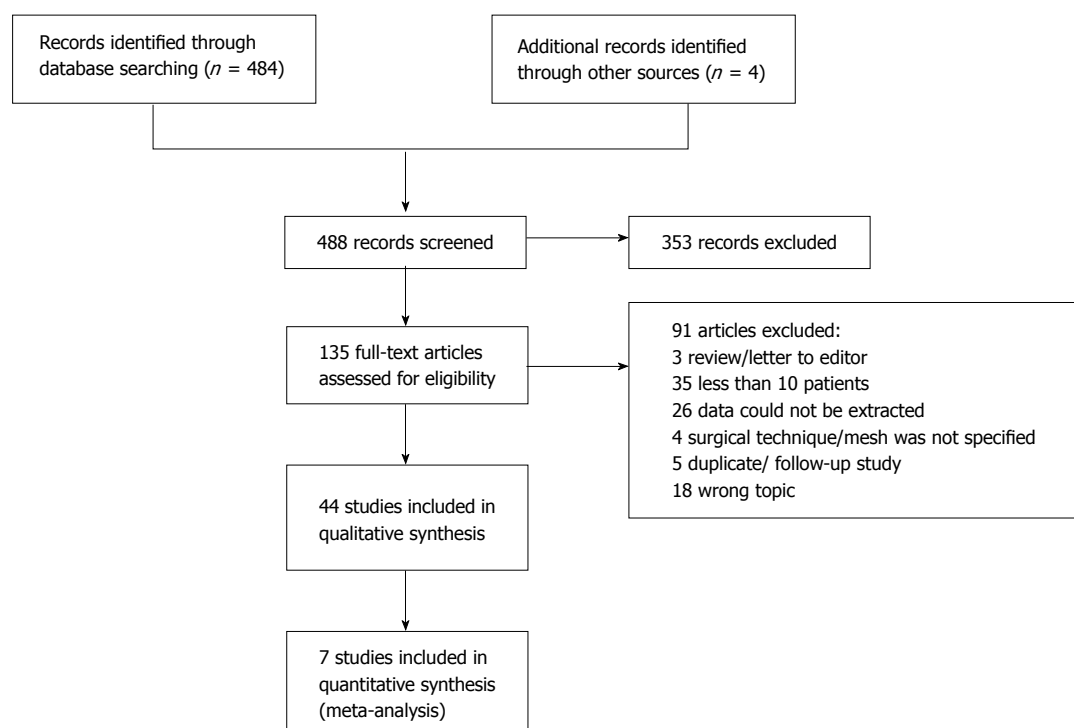 Records identified through
database searching (n = 484)
Additional records identified
through other sources (n = 4)
488 records screened
353 records excluded
135 full-text articles
assessed for eligibility
91 articles excluded:
3 review/letter to editor
35 less than 10 patients
26 data could not be extracted
4 surgical technique/mesh was not specified
5 duplicate/ follow-up study
18 wrong topic
44 studies included in
qualitative synthesis
7 studies included in
quantitative synthesis
(meta-analysis)